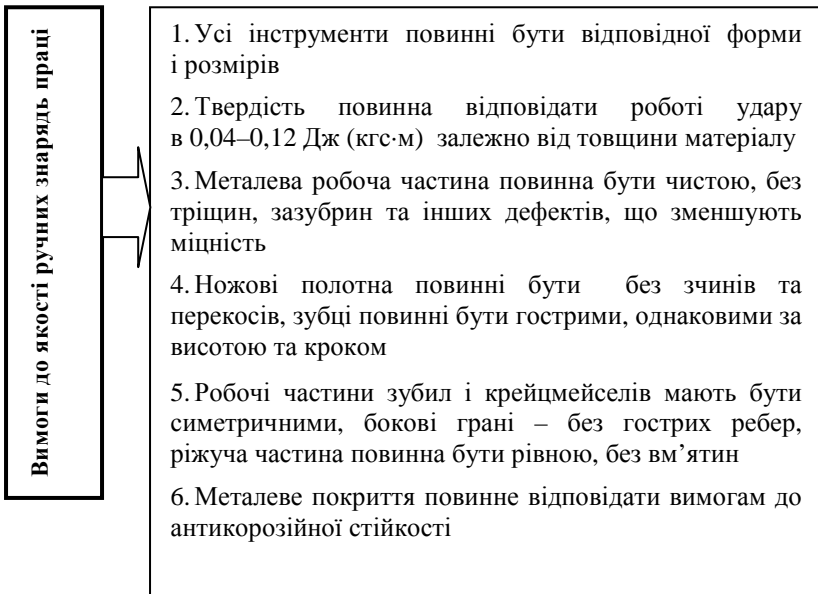 Вимоги до якості ручних знарядь праці
1. Усі інструменти повинні бути відповідної форми
і розмірів
2. Твердість повинна відповідати роботі удару
в 0,04–0,12 Дж (кгс·м) залежно від товщини матеріалу
3. Металева робоча частина повинна бути чистою, без
тріщин, зазубрин та інших дефектів, що зменшують
міцність
4. Ножові полотна повинні бути без зчинів та
перекосів, зубці повинні бути гострими, однаковими за
висотою та кроком
5. Робочі частини зубил і крейцмейселів мають бути
симетричними, бокові грані – без гострих ребер,
ріжуча частина повинна бути рівною, без вм’ятин
6. Металеве покриття повинне відповідати вимогам до
антикорозійної стійкості